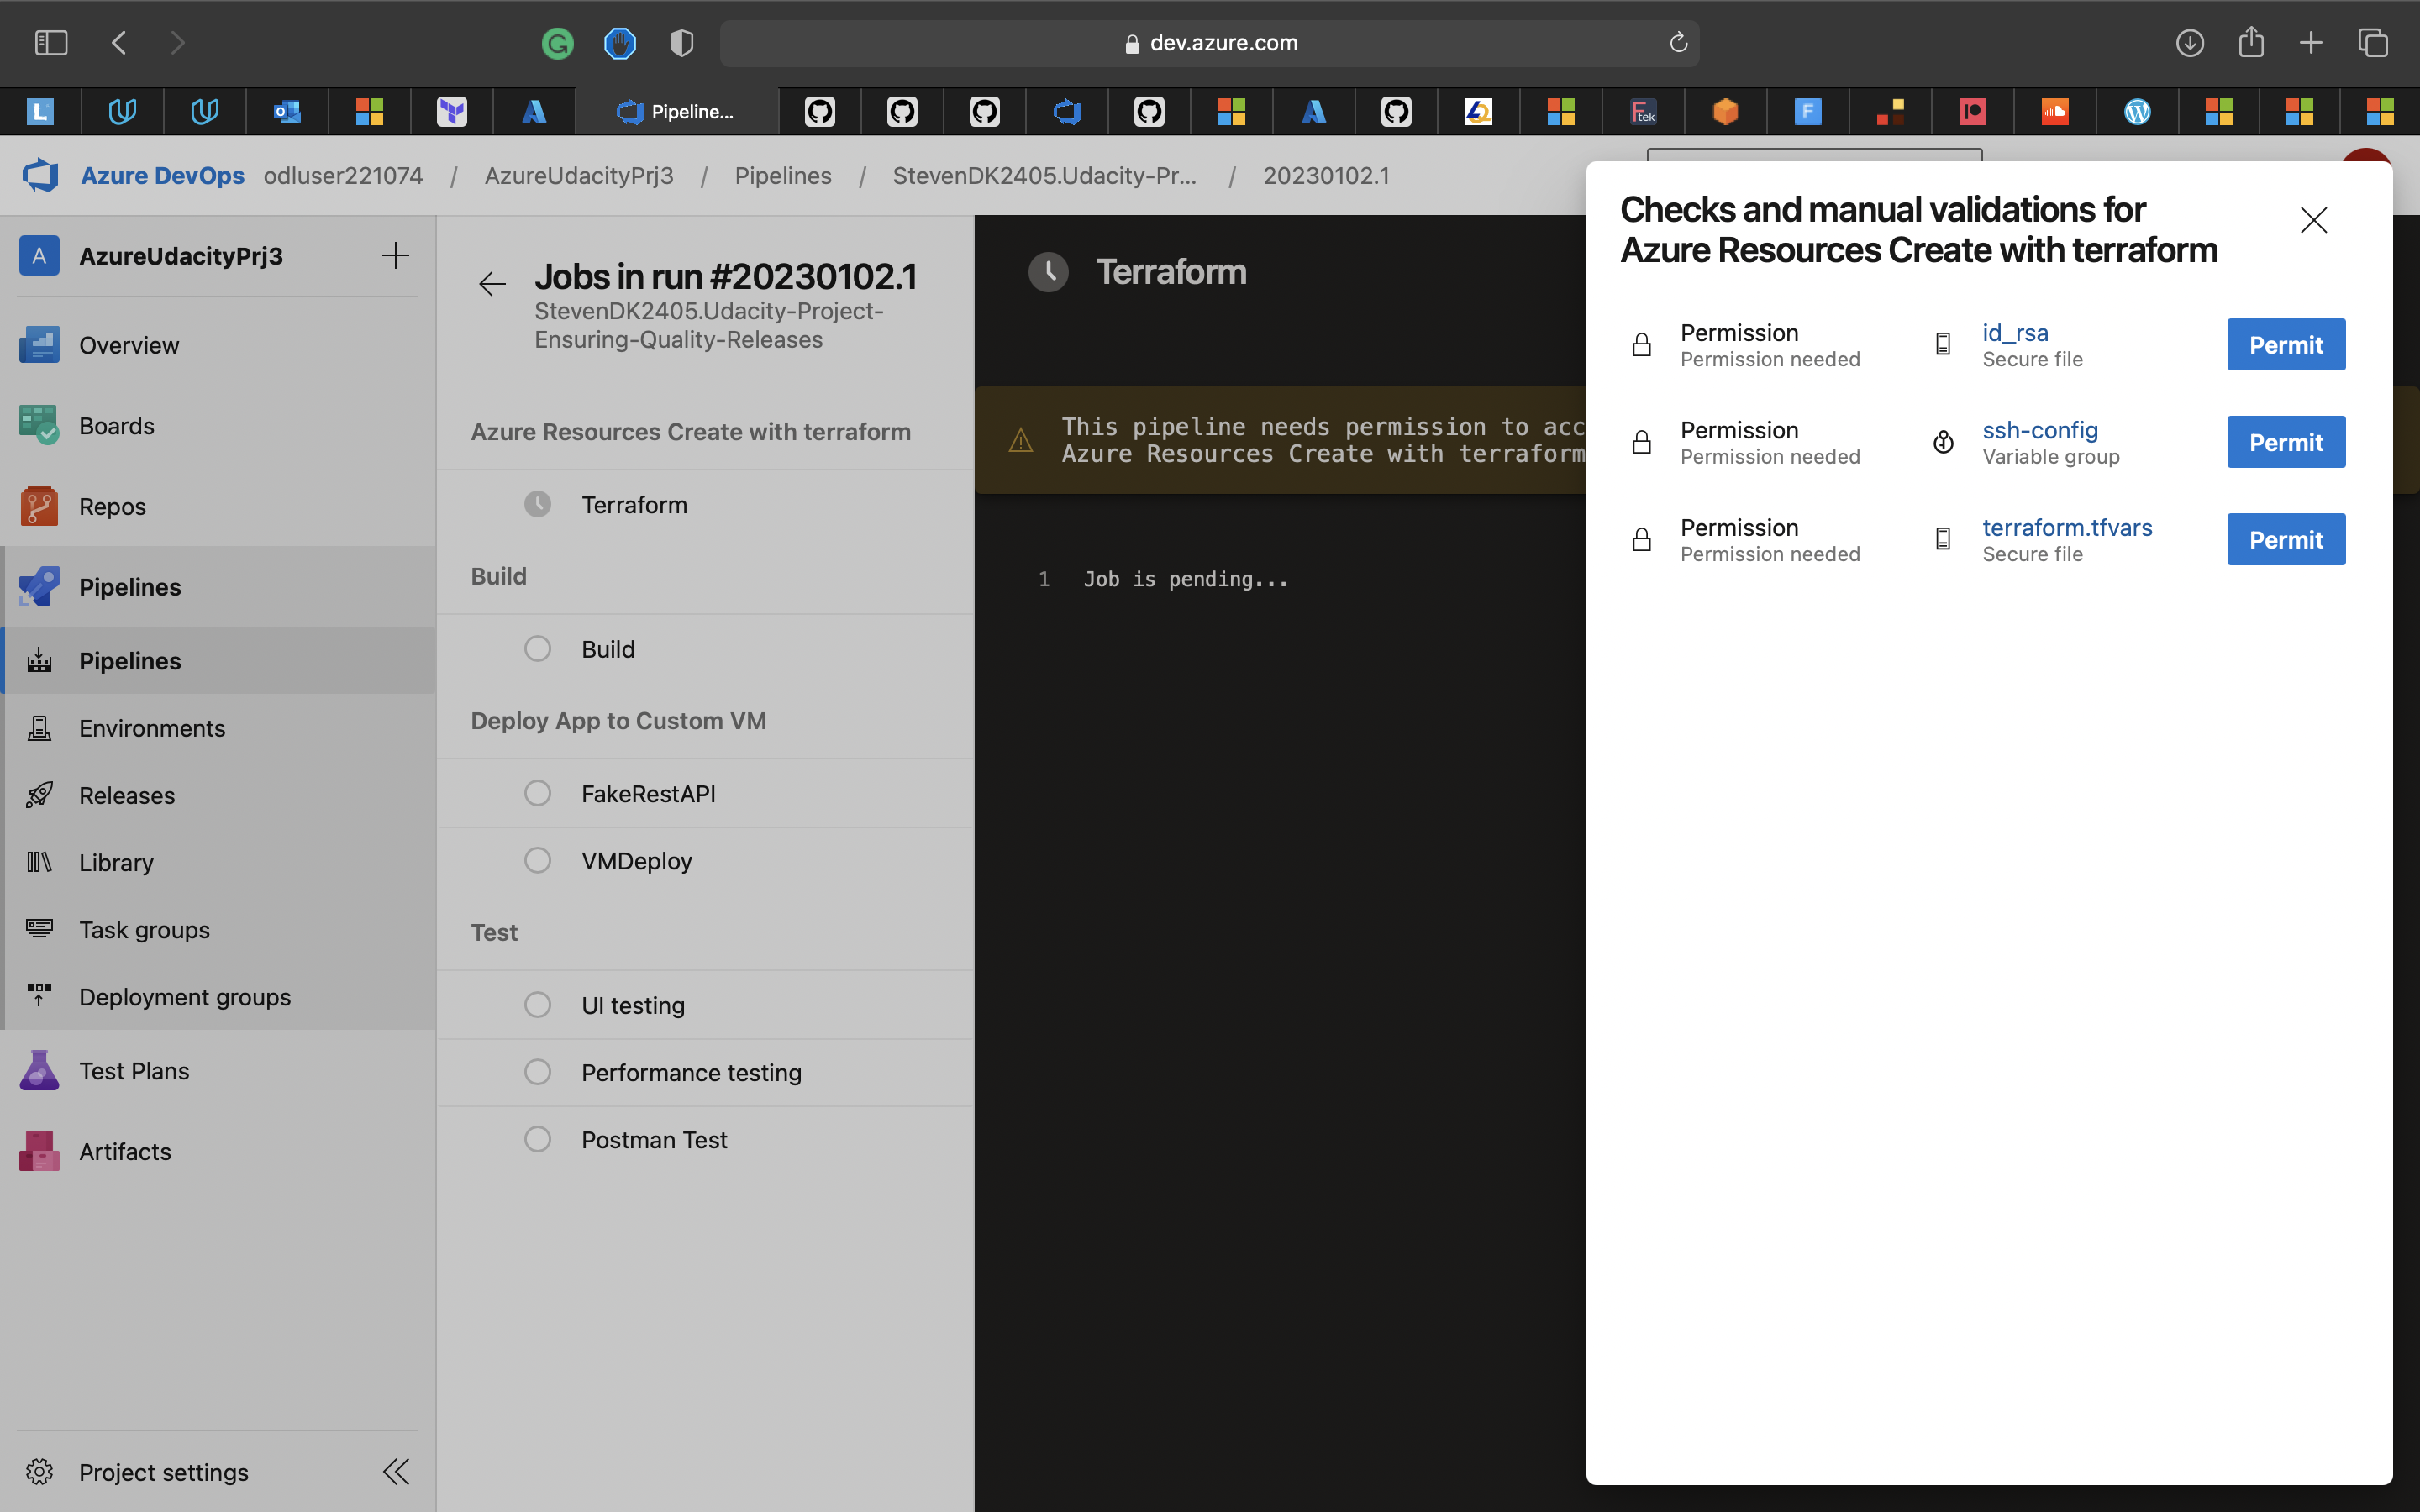 dev.azure.com
Pipeline...
Azure DevOps odluser221074 / AzureUdacityPrj3 / Pipelines / StevenDK2405.Udacity-Pr... / 20230102.1
A AzureUdacityPrj3
Overview
Boards
Repos
Pipelines
Pipelines
Environments
Releases
Library
Task groups
Deployment groups
Test Plans
Artifacts
Project settings
Jobs in run #20230102.1
StevenDK2405.Udacity-Project-
Ensuring-Quality-Releases
Azure Resources Create with terraform
Terraform
Build
Build
Deploy App to Custom VM
FakeRestAPI
VMDeploy
Test
UI testing
Performance testing
Postman Test
Terraform
This pipeline needs permission to acc
Azure Resources Create with terraform
1 Job is pending...
Checks and manual validations for
Azure Resources Create with terraform
Permission
Permission needed
id_rsa
Secure file
Permit
Permission
Permission needed
ssh-config
Variable group
Permit
Permission
Permission needed
terraform.tfvars
Secure file
Permit